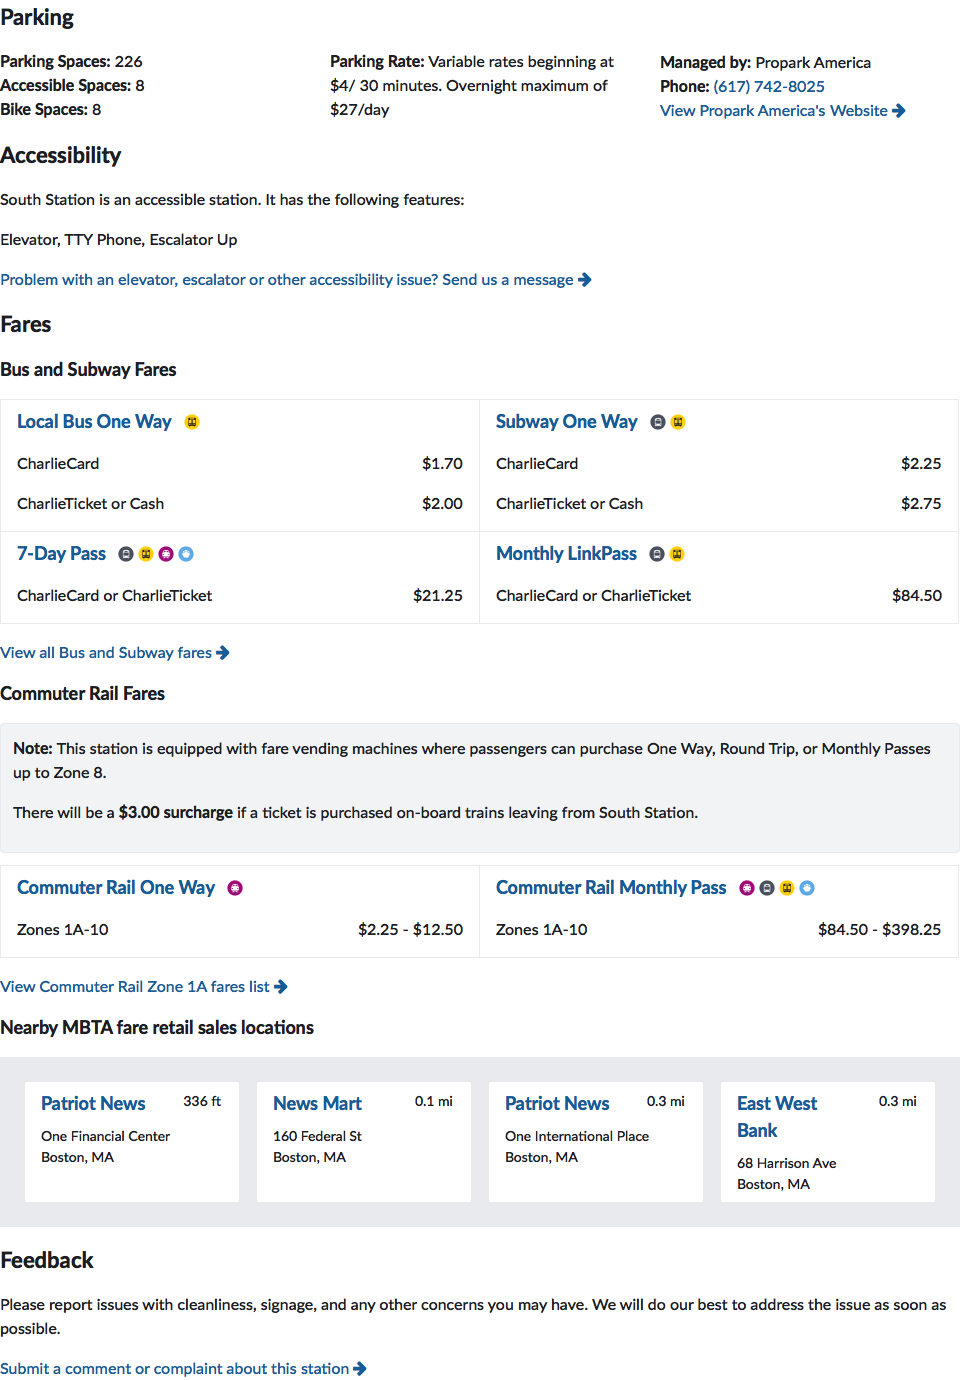 Parking
Parking Spaces: 226
Accessible Spaces: 8
Bike Spaces: 8
Parking Rate: Variable rates beginning at
$4/ 30 minutes. Overnight maximum of
$27/day
Managed by: Propark America
Phone: (617) 742-8025
View Propark America's Website
Accessibility
South Station is an accessible station. It has the following features:
Elevator, TTY Phone, Escalator Up
Problem with an elevator, escalator or other accessibility issue? Send us a message
Fares
Bus and Subway Fares
Local Bus One Way
CharlieCard $1.70
CharlieTicket or Cash $2.00
Subway One Way
CharlieCard $2.25
CharlieTicket or Cash $2.75
7-Day Pass
CharlieCard or CharlieTicket $21.25
Monthly LinkPass
CharlieCard or CharlieTicket $84.50
View all Bus and Subway fares
Commuter Rail Fares
Note: This station is equipped with fare vending machines where passengers can purchase One Way, Round Trip, or Monthly Passes
up to Zone 8.
There will be a $3.00 surcharge if a ticket is purchased on-board trains leaving from South Station.
Commuter Rail One Way
Zones 1A-10 $2.25 - $12.50
Commuter Rail Monthly Pass
Zones 1A-10 $84.50 - $398.25
View Commuter Rail Zone 1A fares list
Nearby MBTA fare retail sales locations
Patriot News 336 ft
One Financial Center
Boston, MA
News Mart 0.1 mi
160 Federal St
Boston, MA
Patriot News 0.3 mi
One International Place
Boston, MA
East West 0.3 mi
Bank
68 Harrison Ave
Boston, MA
Feedback
Please report issues with cleanliness, signage, and any other concerns you may have. We will do our best to address the issue as soon as
possible.
Submit a comment or complaint about this station